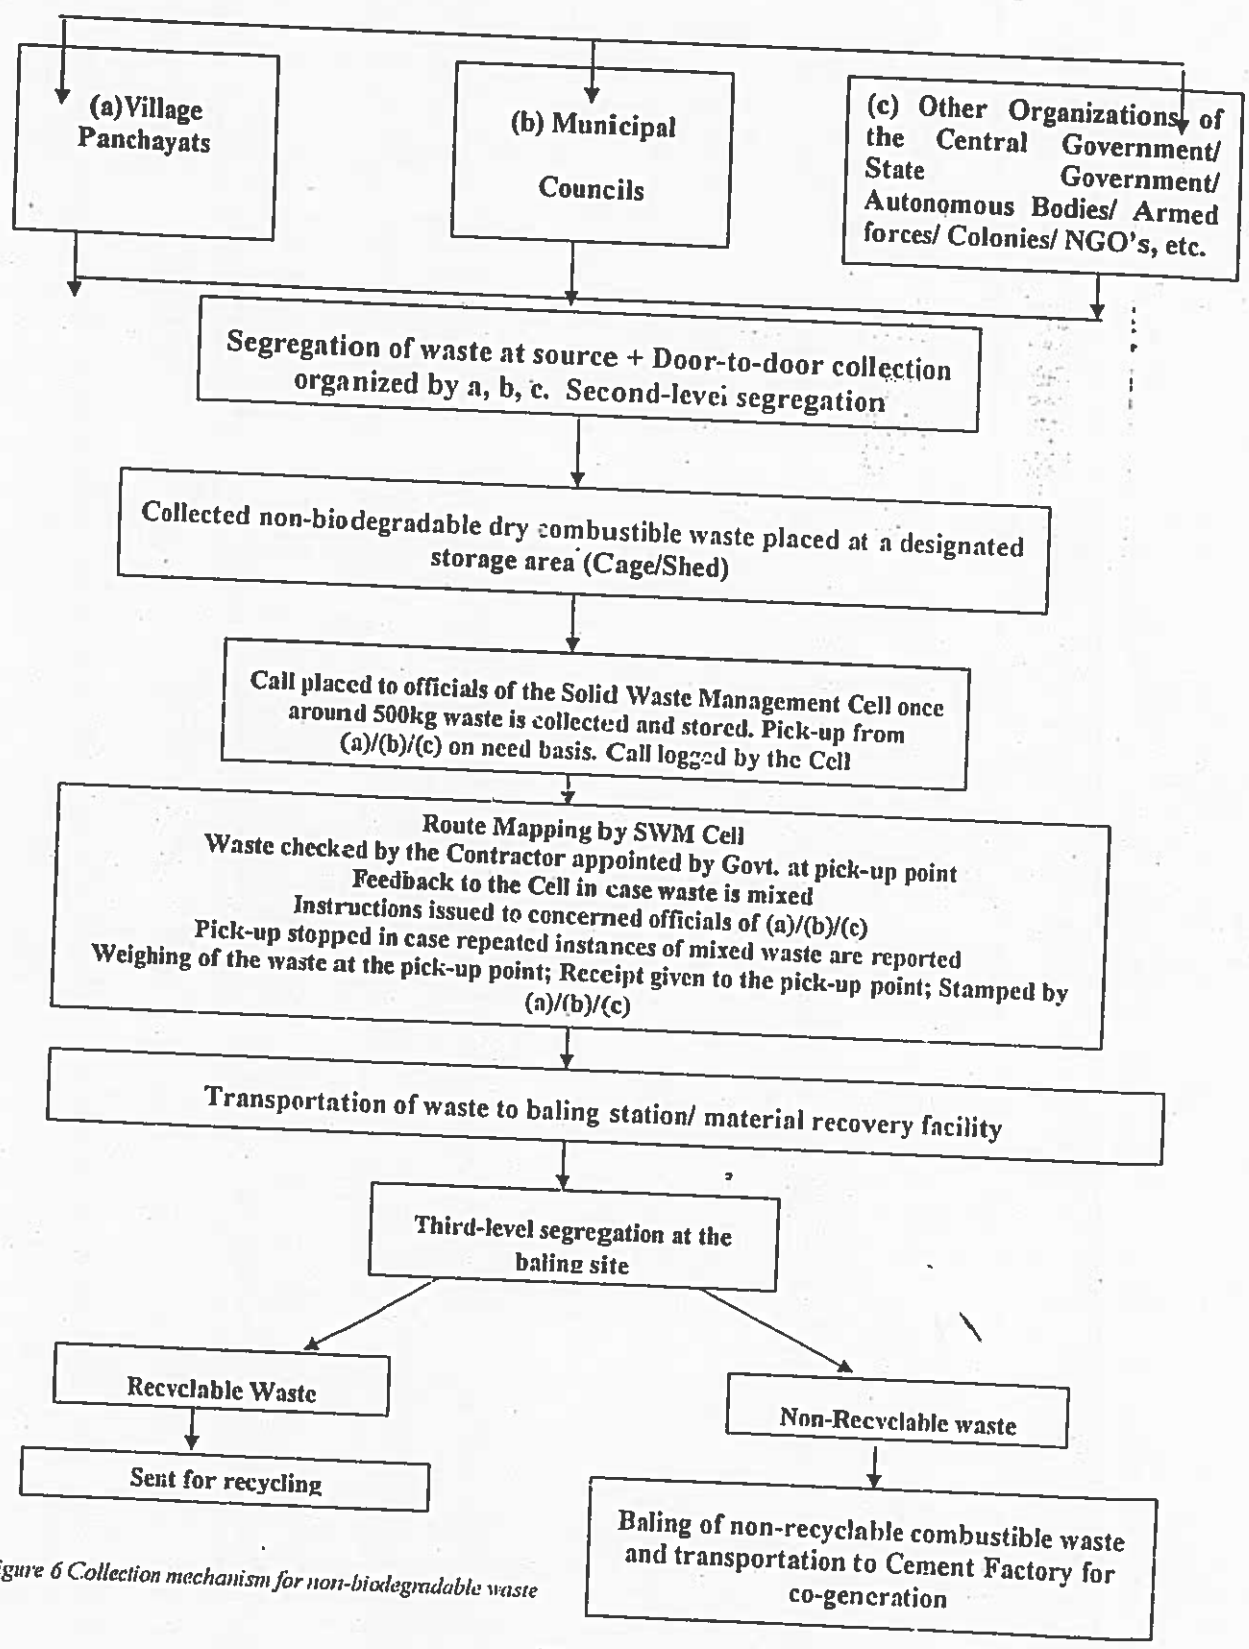 (a)Village
Panchayats
(b) Municipal
Councils
(c) Other Organizations of
the Central Government/
State Government/
Autonomous Bodies/ Armed
forces/ Colonies/ NGO's, etc.
Segregation of waste at source + Door-to-door collection
organized by a, b, c. Second-level segregation
Collected non-biodegradable dry combustible waste placed at a designated
storage area (Cage/Shed)
Call placed to officials of the Solid Waste Management Cell once
around 500kg waste is collected and stored. Pick-up from
(a)/(b)/(c) on need basis. Call logged by the Cell
Route Mapping by SWM Cell
Waste checked by the Contractor appointed by Govt. at pick-up point
Feedback to the Cell in case waste is mixed
Instructions issued to concerned officials of (a)/(b)/(c)
Pick-up stopped in case repeated instances of mixed waste are reported
Weighing of the waste at the pick-up point; Receipt given to the pick-up point; Stamped by
(a)/(b)/(c)
Transportation of waste to baling station/ material recovery facility
Third-level segregation at the
baling site
Recyclable Waste
Non-Recyclable waste
Sent for recycling
Baling of non-recyclable combustible waste
and transportation to Cement Factory for
co-generation
igure 6 Collection mechanism for non-biodegradable waste